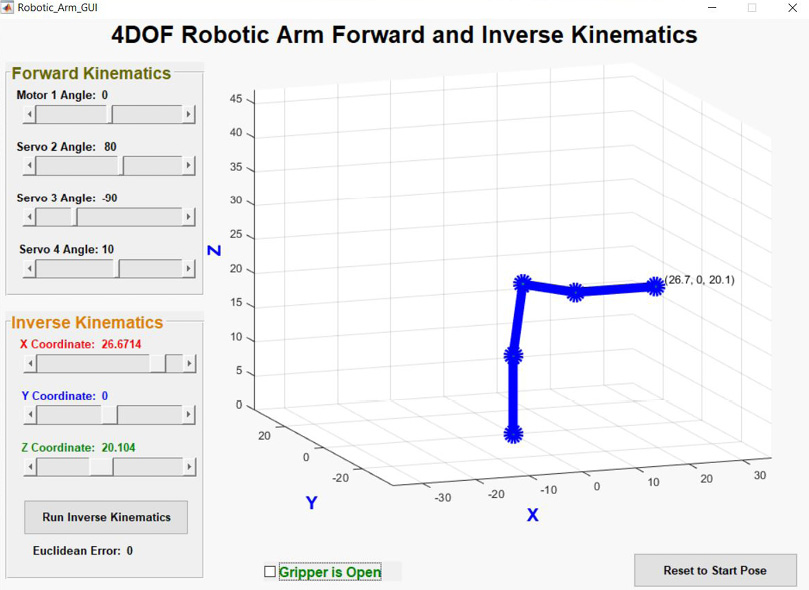 Robotic_Arm_GUI
4DOF Robotic Arm Forward and Inverse Kinematics
Forward Kinematics
Motor 1 Angle: 0
Servo 2 Angle: 80
Servo 3 Angle: -90
Servo 4 Angle: 10
Inverse Kinematics
X Coordinate: 26.6714
Y Coordinate: 0
Z Coordinate: 20.104
Run Inverse Kinematics
Euclidean Error: 0
Z
45
40
35
30
25
20
15
10
5
0
(26.7, 0, 20.1)
20
0
-20
Y
-30
-20
-10
0
10
20
30
X
Gripper is Open
Reset to Start Pose